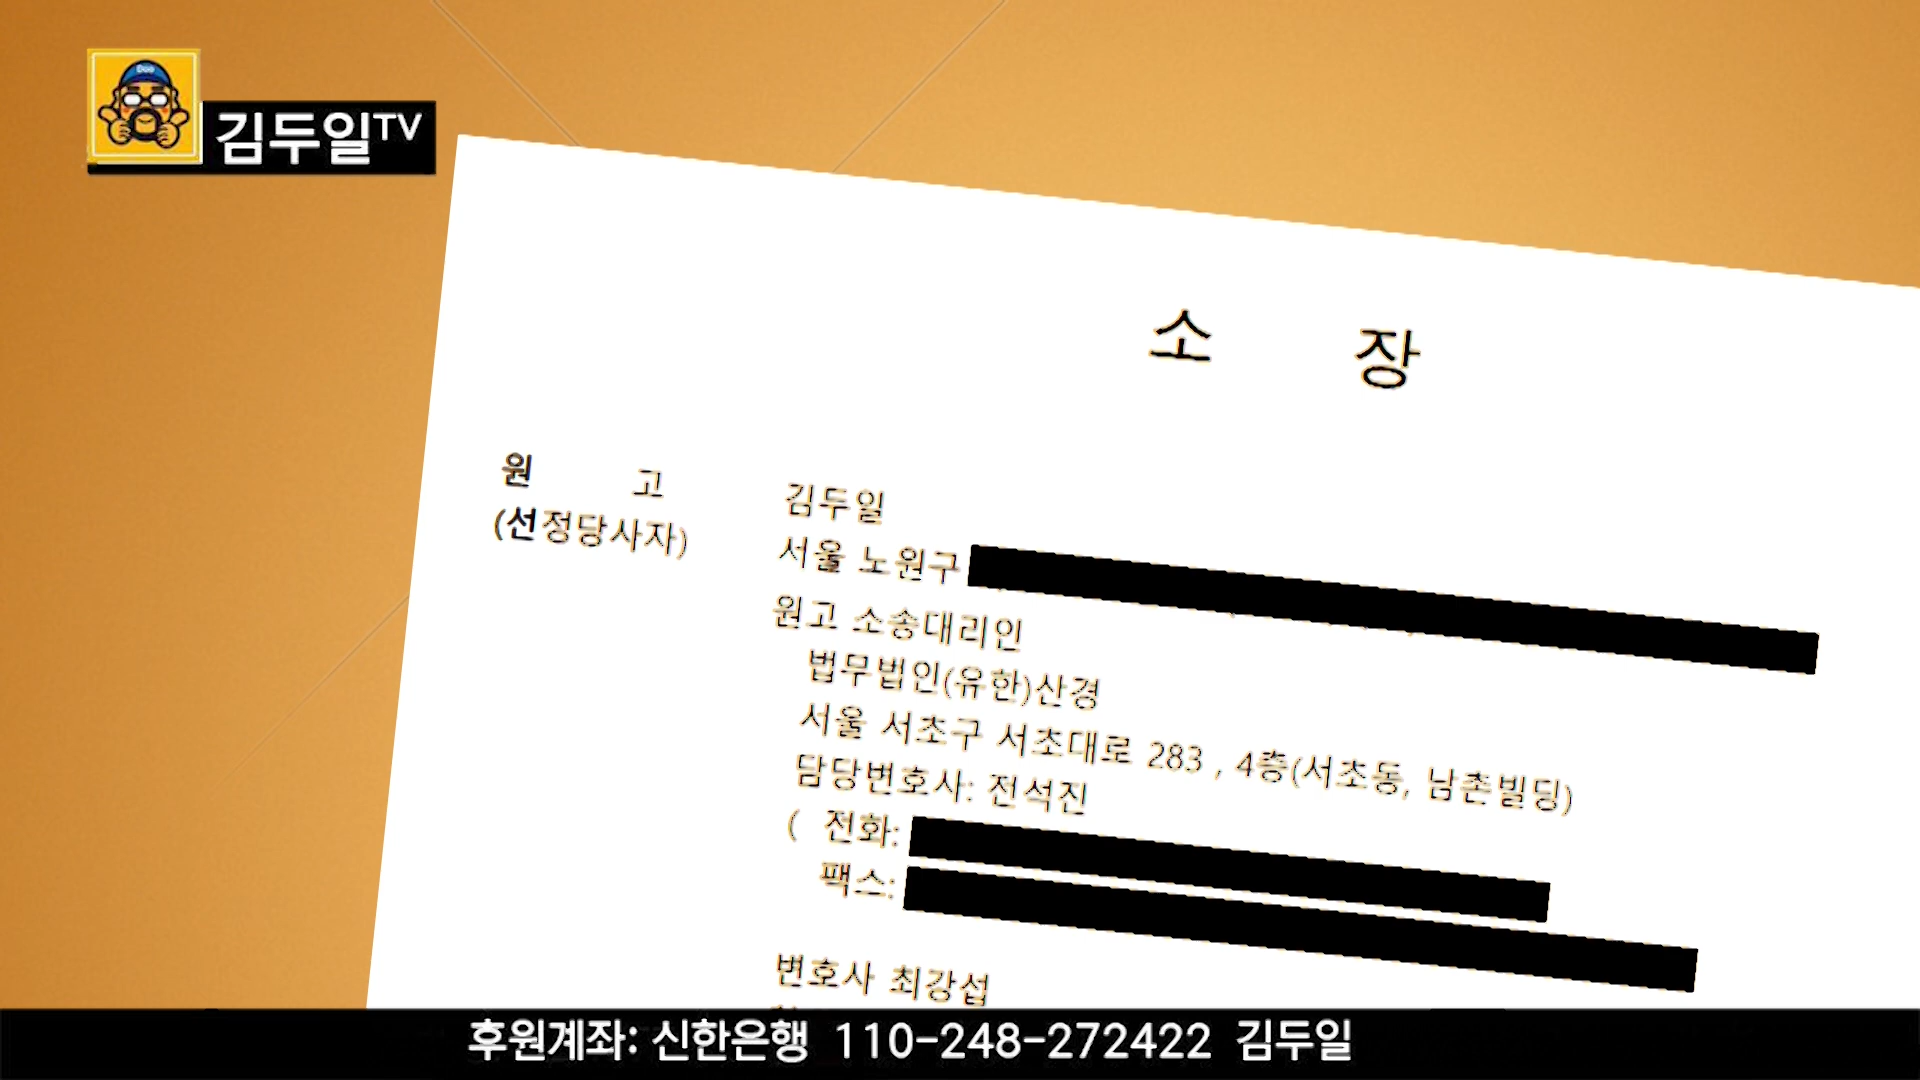 Doo
김두일TV
소 장
원 고
(선정당사자)
김두일
서울 노원구
원고 소송대리인
법무법인(유한)산경
서울 서초구 서초대로 283 , 4층(서초동, 남촌빌딩)
담당변호사: 전석진
( 전화:
팩스:
변호사 최강섭
후원계좌: 신한은행 110-248-272422 김두일